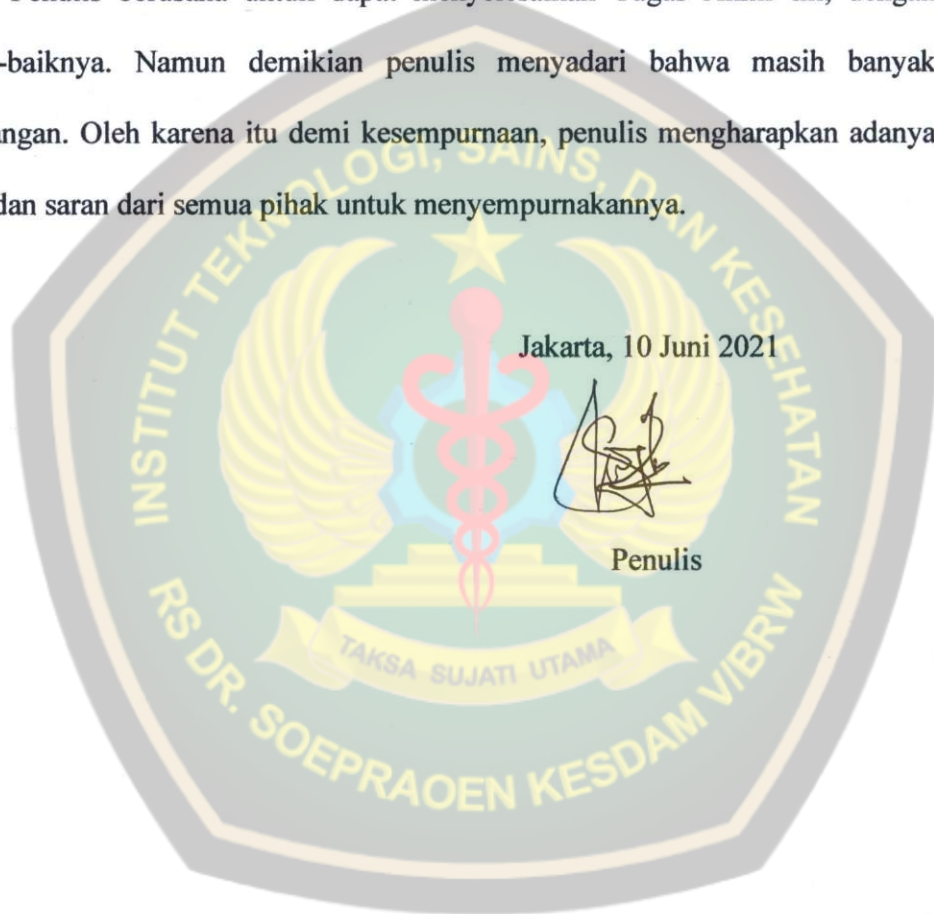 -baiknya. Namun demikian penulis menyadari bahwa masih banyak
angan. Oleh karena itu demi kesempurnaan, penulis mengharapkan adanya
dan saran dari semua pihak untuk menyempurnakannya.
Jakarta, 10 Juni 2021
Penulis
INSTITUT TEKNOLOGI, SAINS, DAN KESEHATAN
TAKSA SUJATI UTAMA
RS DR. SOEPRAOEN KESDAM V/BRW